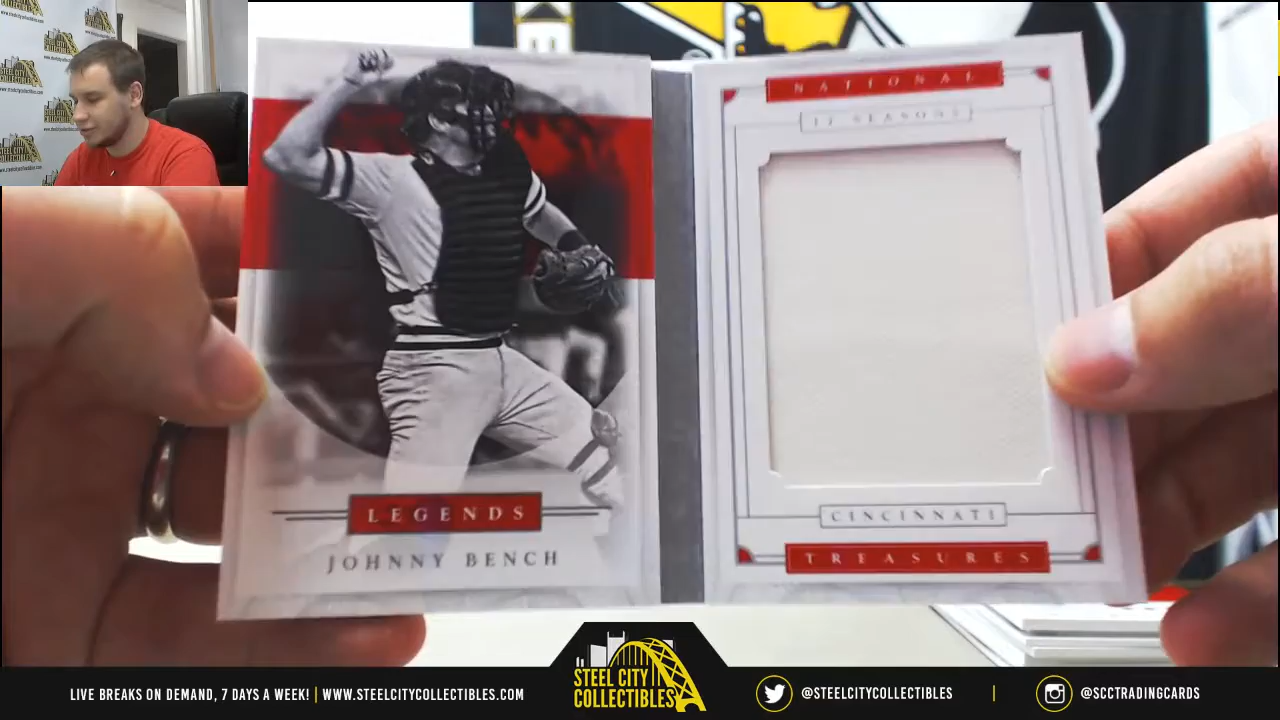 NATIONAL
17 SEASONS
LEGENDS
JOHNNY BENCH
CINCINNATI
TREASURES
LIVE BREAKS ON DEMAND, 7 DAYS A WEEK! | WWW.STEELCITYCOLLECTIBLES.COM
STEEL CITY
COLLECTIBLES
@STEELCITYCOLLECTIBLES | @SCCTRADINGCARDS